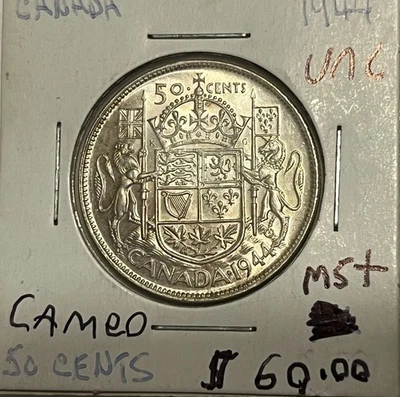 CANADA 1944
UNC
50 · CENTS
CANADA · 1944
MS+
CAMEO
50 CENTS $ 60.00